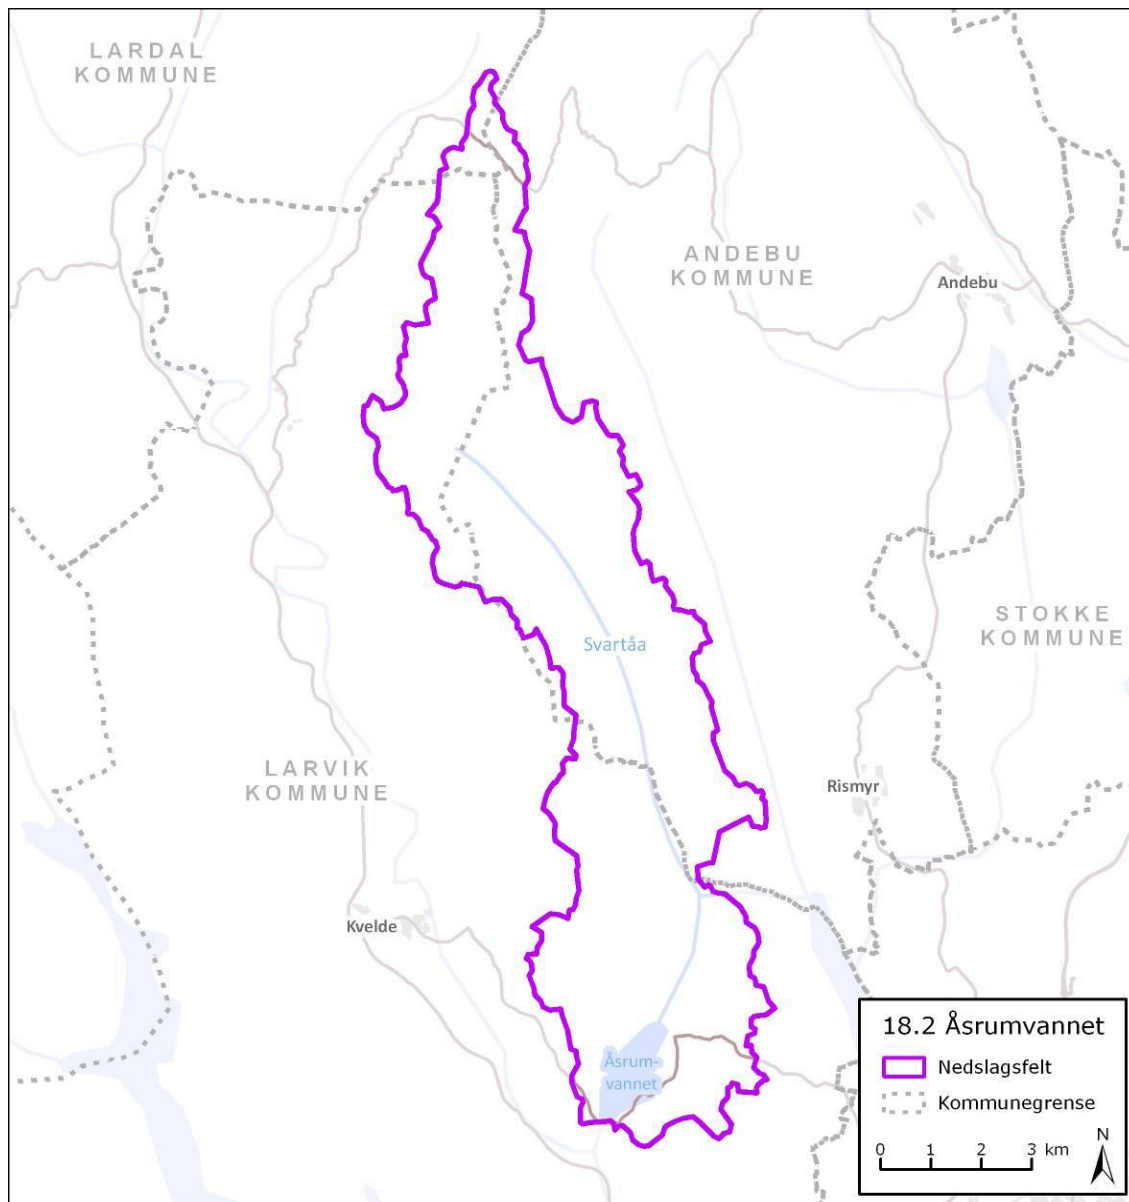 LARDAL
KOMMUNE
ANDEBU
KOMMUNE
Andebu
STOKKE
KOMMUNE
Svartåa
LARVIK
KOMMUNE
Rismyr
Kvelde
Åsrum-
vannet
18.2 Åsrumvannet
Nedslagsfelt
Kommunegrense
0 1 2 3 km
N